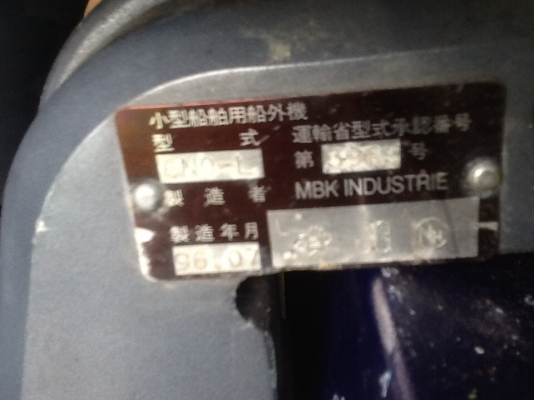 小型船舶用船外機
型 式 運輸省型式承認番号
第 号
製 造 者 MBK INDUSTRIE
製造年月
96.07